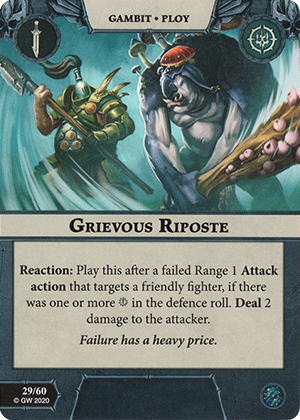 GAMBIT • PLOY
GRIEVOUS RIPOSTE
Reaction: Play this after a failed Range 1 Attack
action that targets a friendly fighter, if there
was one or more in the defence roll. Deal 2
damage to the attacker.
Failure has a heavy price.
29/60
© GW 2020